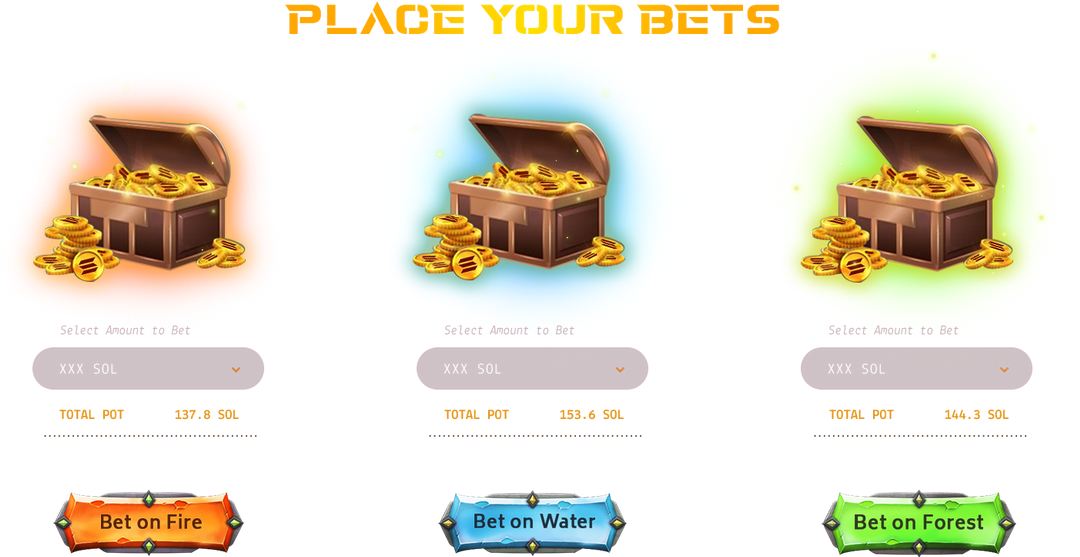 PLACE YOUR BETS
Select Amount to Bet Select Amount to Bet Select Amount to Bet
XXX SOL XXX SOL XXX SOL
TOTAL POT 137.8 SOL TOTAL POT 153.6 SOL TOTAL POT 144.3 SOL
Bet on Fire Bet on Water Bet on Forest